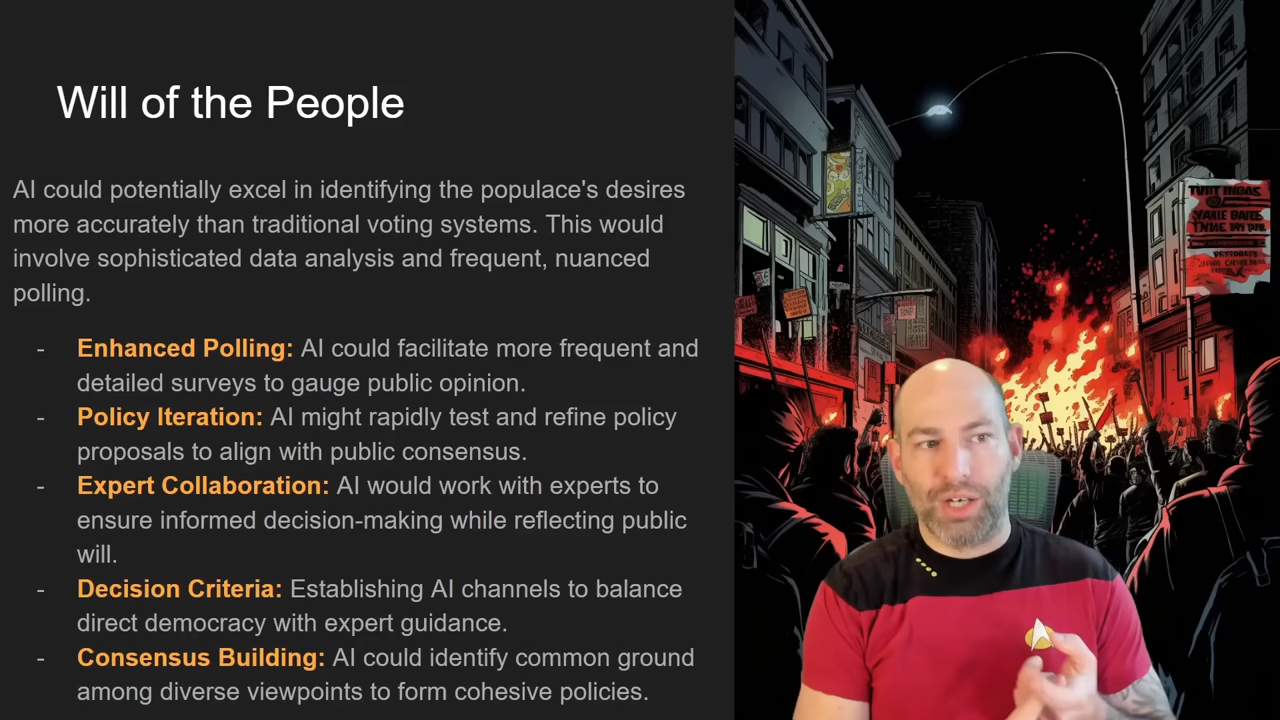 Will of the People
AI could potentially excel in identifying the populace's desires
more accurately than traditional voting systems. This would
involve sophisticated data analysis and frequent, nuanced
polling.
- Enhanced Polling: AI could facilitate more frequent and
detailed surveys to gauge public opinion.
- Policy Iteration: AI might rapidly test and refine policy
proposals to align with public consensus.
- Expert Collaboration: AI would work with experts to
ensure informed decision-making while reflecting public
will.
- Decision Criteria: Establishing AI channels to balance
direct democracy with expert guidance.
- Consensus Building: AI could identify common ground
among diverse viewpoints to form cohesive policies.